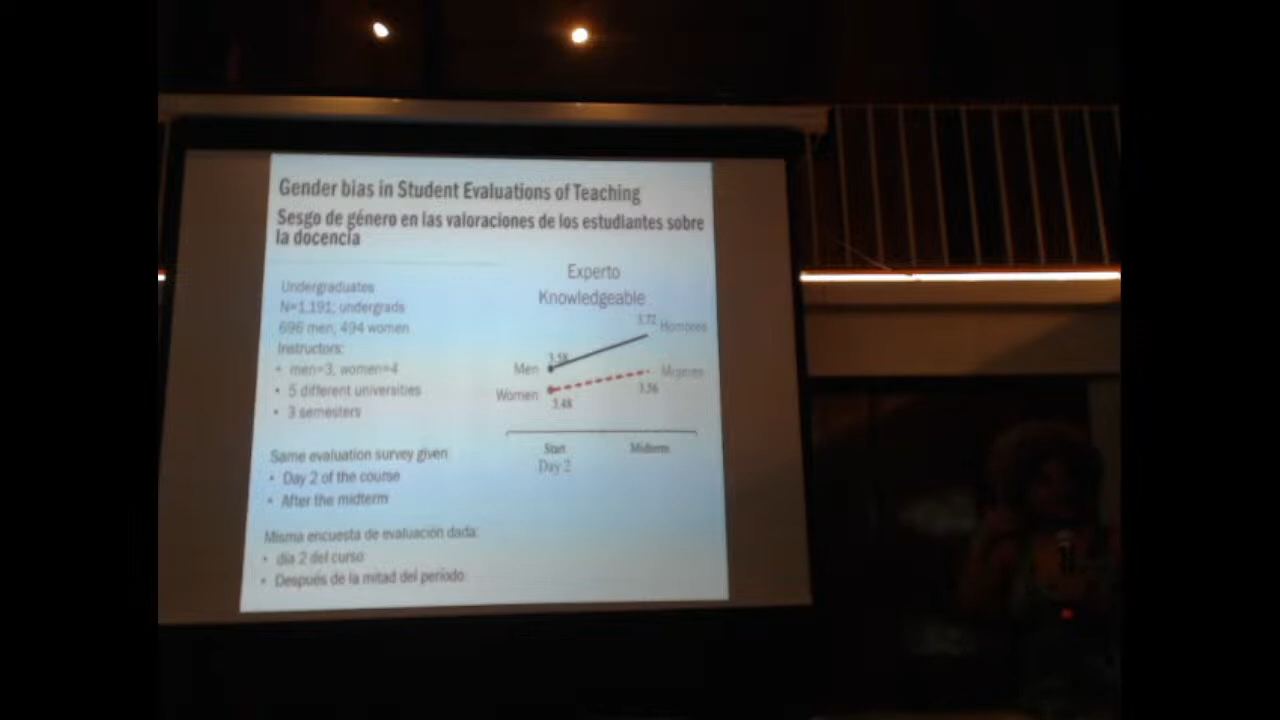 Gender bias in Student Evaluations of Teaching
Sesgo de género en las valoraciones de los estudiantes sobre
la docencia
Undergraduates
N=1,191; undergrads
696 men, 494 women
Instructors:
• men=3, women=4
• 5 different universities
• 3 semesters
Same evaluation survey given:
• Day 2 of the course
• After the midterm
Misma encuesta de evaluación dada:
• día 2 del curso
• Después de la mitad del período
Experto
Knowledgeable
3.72 Hombres
3.58
Men
Mujeres
Women
3.56
3.48
Start Midterm
Day 2